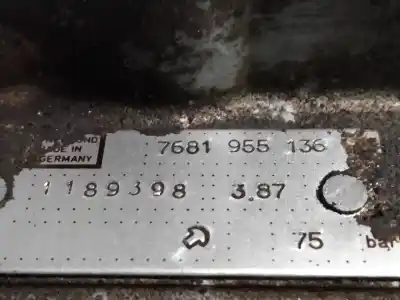 7681 955 136
MADE IN
GERMANY
1189398 3.87
75 bar